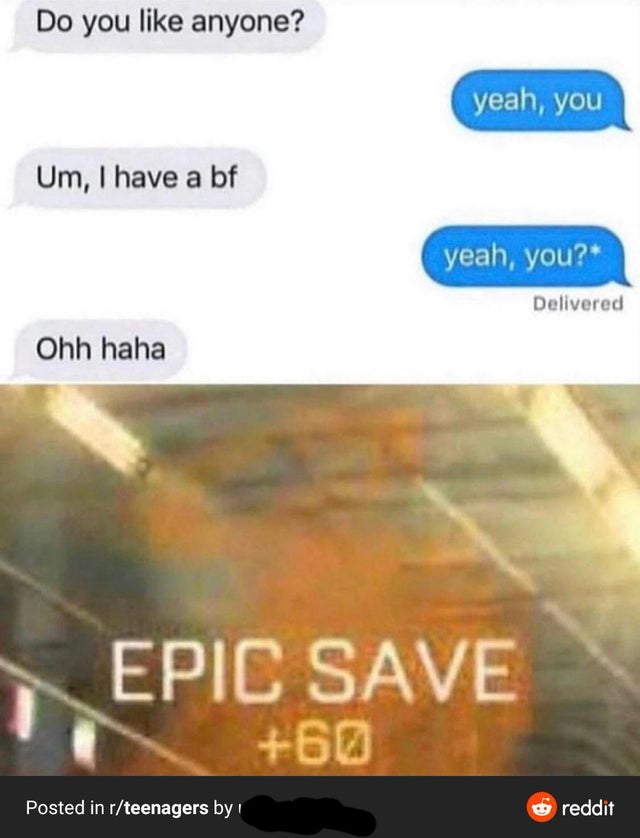 Do you like anyone?
yeah, you
Um, I have a bf
yeah, you?*
Delivered
Ohh haha
EPIC SAVE
+60
Posted in r/teenagers by
reddit